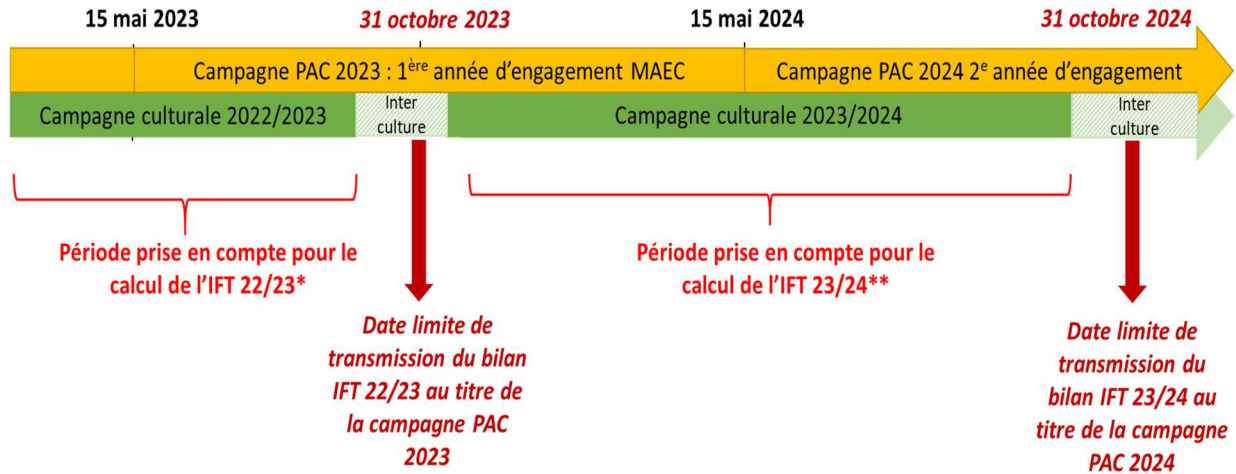 15 mai 2023
31 octobre 2023
15 mai 2024
31 octobre 2024
Campagne PAC 2023 : 1ère année d'engagement MAEC
Campagne PAC 2024 2e année d'engagement
Campagne culturale 2022/2023
Inter
culture
Campagne culturale 2023/2024
Inter
culture
Période prise en compte pour le
calcul de l'IFT 22/23*
Période prise en compte pour le
calcul de l'IFT 23/24**
Date limite de
transmission du bilan
IFT 22/23 au titre de
la campagne PAC
2023
Date limite de
transmission du
bilan IFT 23/24 au
titre de la campagne
PAC 2024